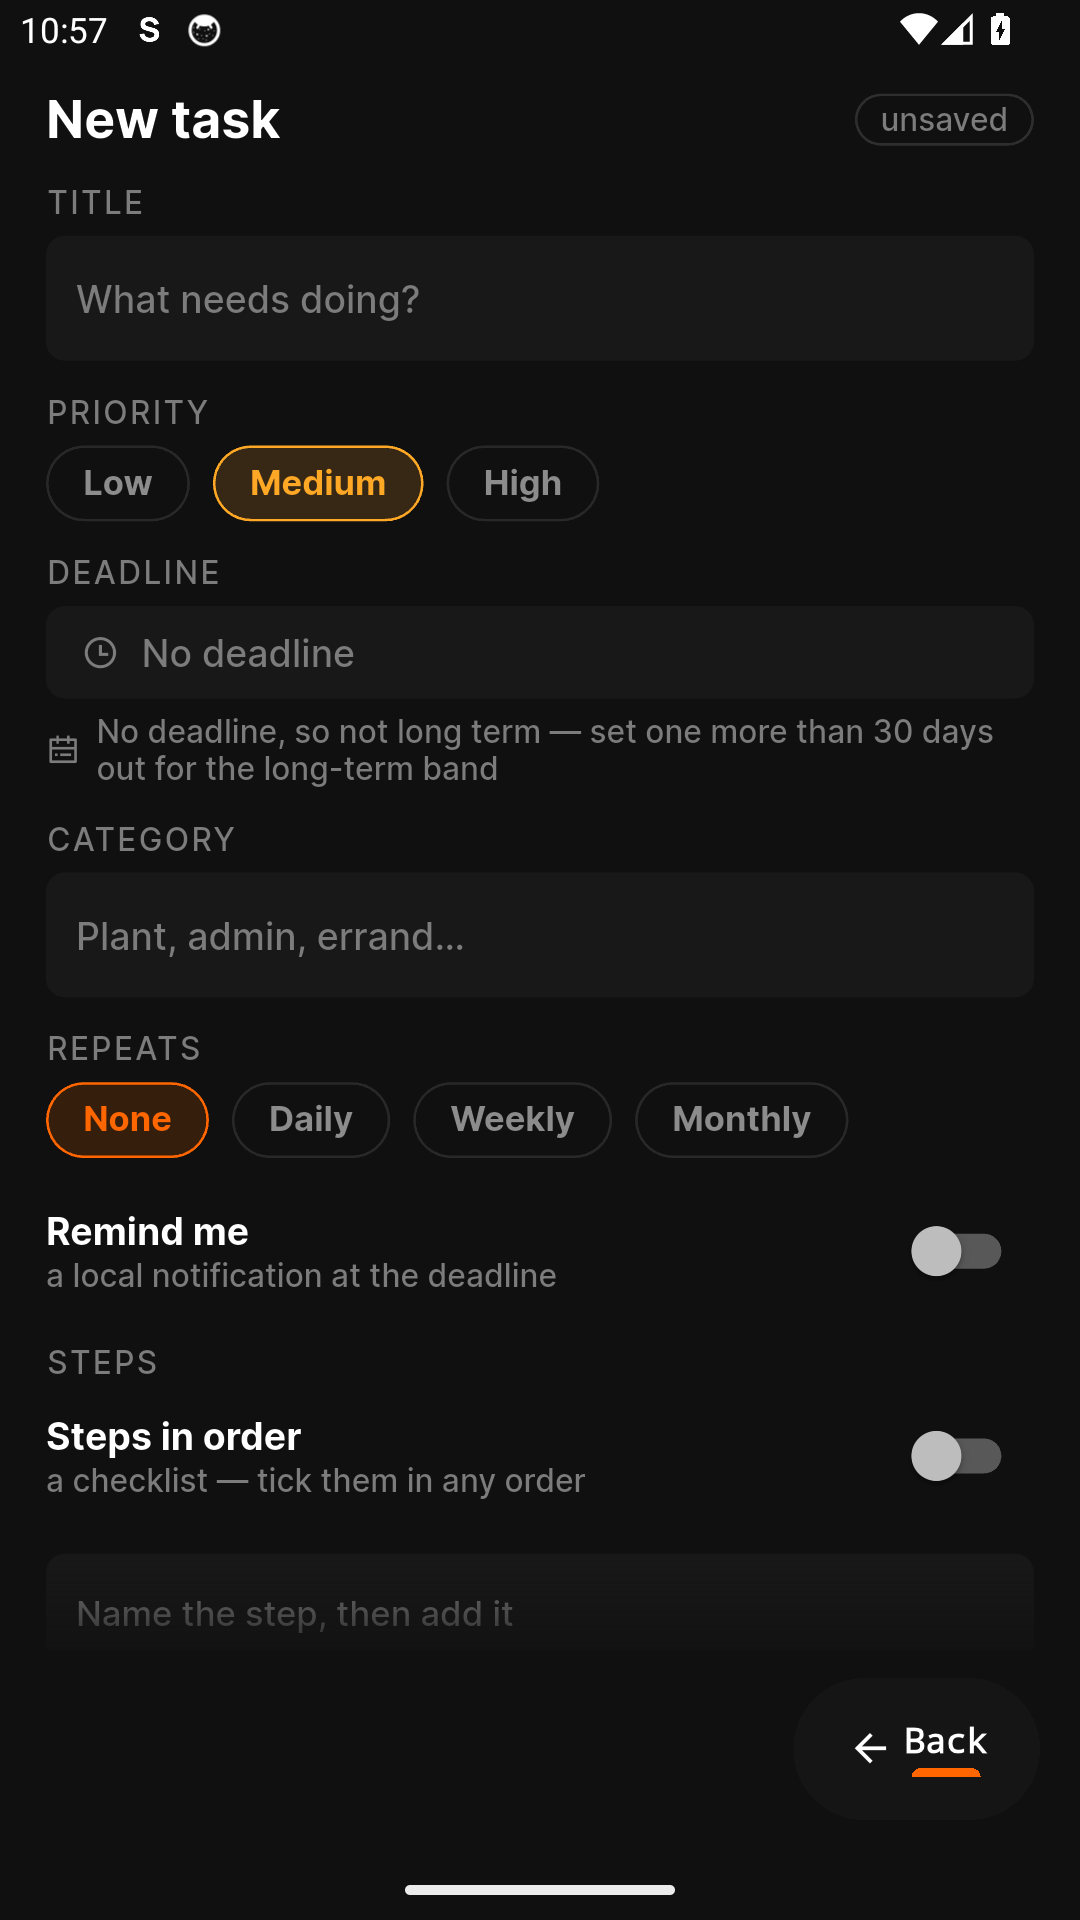 10:57 S
New task
unsaved
TITLE
What needs doing?
PRIORITY
Low Medium High
DEADLINE
No deadline
No deadline, so not long term — set one more than 30 days
out for the long-term band
CATEGORY
Plant, admin, errand...
REPEATS
None Daily Weekly Monthly
Remind me
a local notification at the deadline
STEPS
Steps in order
a checklist — tick them in any order
Name the step, then add it
Back